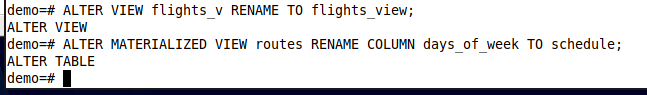 demo=# ALTER VIEW flights_v RENAME TO flights_view;
ALTER VIEW
demo=# ALTER MATERIALIZED VIEW routes RENAME COLUMN days_of_week TO schedule;
ALTER TABLE
demo=#